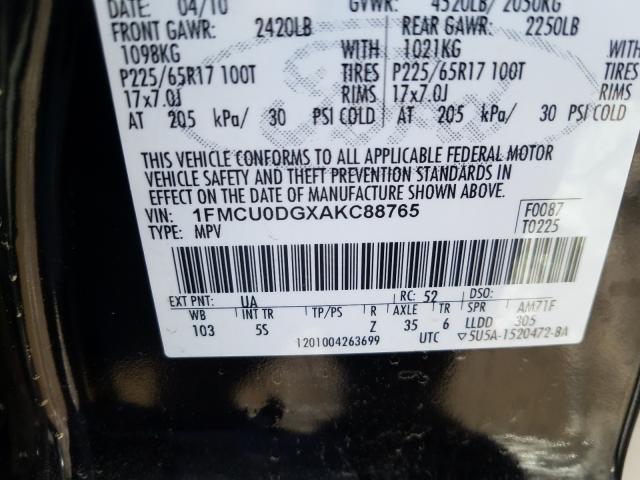 DATE: 04/10 GVWR: 4520LB/ 2050KG
FRONT GAWR: 2420LB REAR GAWR: 2250LB
1098KG WITH 1021KG WITH
P225/65R17 100T TIRES P225/65R17 100T TIRES
17x7.0J RIMS 17x7.0J RIMS
AT 205 kPa/ 30 PSI COLD AT 205 kPa/ 30 PSI COLD
THIS VEHICLE CONFORMS TO ALL APPLICABLE FEDERAL MOTOR
VEHICLE SAFETY AND THEFT PREVENTION STANDARDS IN
EFFECT ON THE DATE OF MANUFACTURE SHOWN ABOVE.
VIN: 1FMCU0DGXAKC88765 F0087
TYPE: MPV T0225
EXT PNT: UA RC: 52 DSO:
WB INT TR TP/PS R AXLE TR SPR AM71F
103 5S Z 35 6 LLDD 305
1201004263699 UTC ▽5U5A-1520472-BA